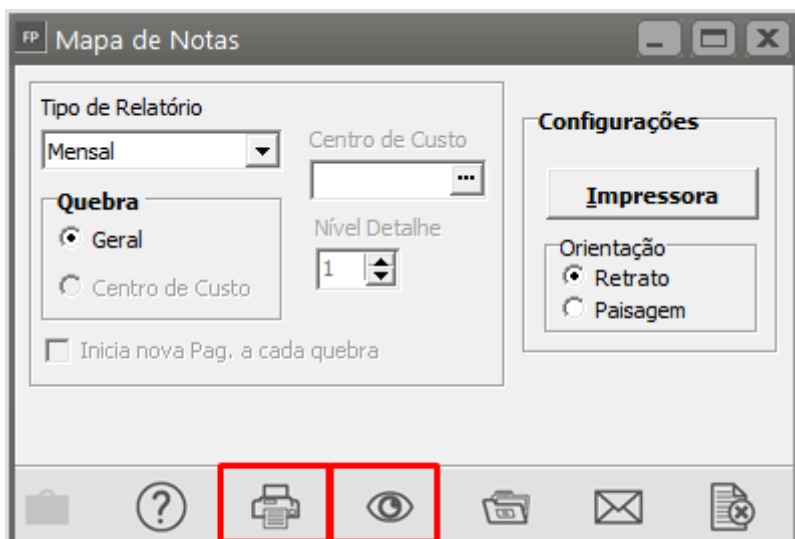 FP Mapa de Notas
Tipo de Relatório
Mensal
Centro de Custo
...
Quebra
Geral
Centro de Custo
Nível Detalhe
1
Inicia nova Pag. a cada quebra
Configurações
Impressora
Orientação
Retrato
Paisagem
?